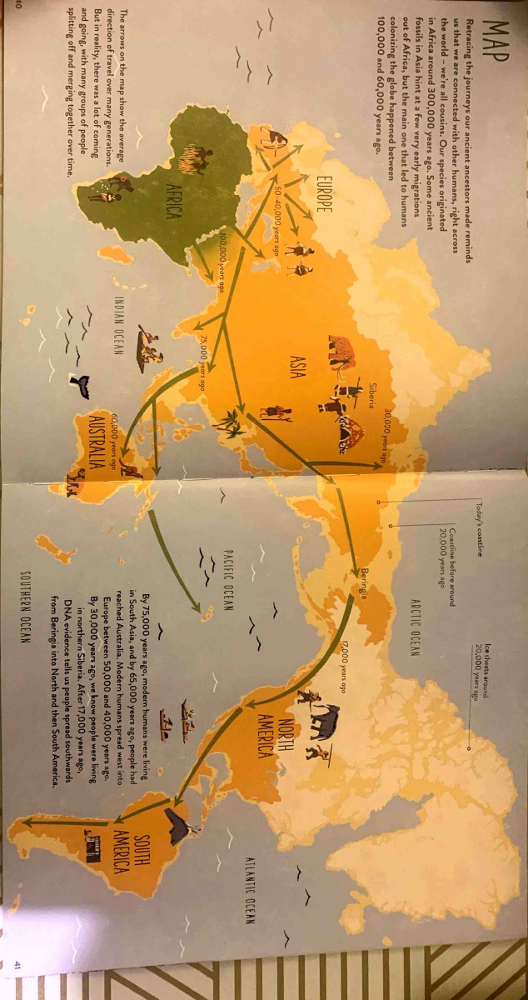 MAP
Retracing the journeys our ancient ancestors made reminds
us that we are connected with other humans, right across
the world – we're all cousins. Our species originated
in Africa around 300,000 years ago. Some ancient
fossils in Asia hint at a few very early migrations
out of Africa, but the main one that led to humans
colonizing the globe happened between
100,000 and 60,000 years ago.
EUROPE
50–40,000 years ago
AFRICA
100,000 years ago
The arrows on the map show the average
direction of travel over many generations.
But in reality, there was a lot of coming
and going, with many groups of people
splitting off and merging together over time.
40
INDIAN OCEAN
75,000 years ago
ASIA
Siberia
30,000 years ago
60,000 years ago
AUSTRALIA
Today's coastline
Coastline before around
20,000 years ago
Ice sheets around
20,000 years ago
ARCTIC OCEAN
Beringia
PACIFIC OCEAN
SOUTHERN OCEAN
17,000 years ago
NORTH
AMERICA
By 75,000 years ago, modern humans were living
in South Asia, and by 65,000 years ago, people had
reached Australia. Modern humans spread west into
Europe between 50,000 and 40,000 years ago.
By 30,000 years ago, we know people were living
in northern Siberia. After 17,000 years ago,
DNA evidence tells us people spread southwards
from Beringia into North and then South America.
SOUTH
AMERICA
ATLANTIC OCEAN
41